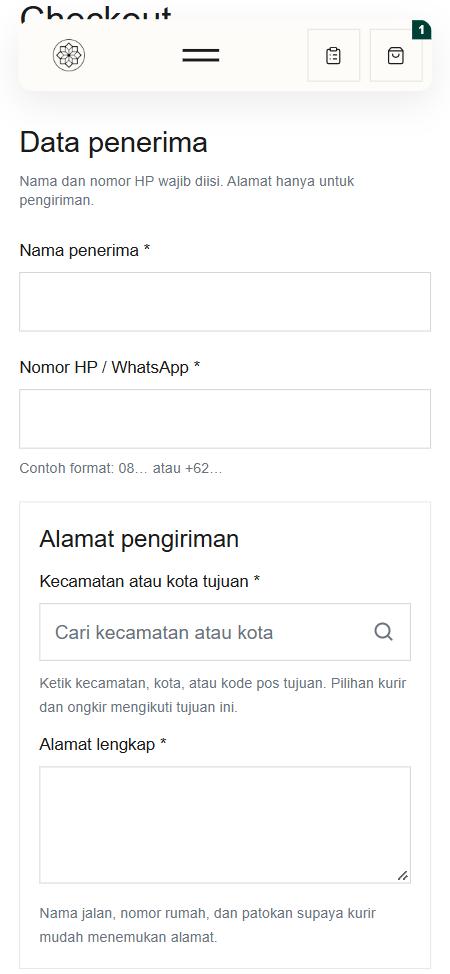 Checkout
1
Data penerima
Nama dan nomor HP wajib diisi. Alamat hanya untuk
pengiriman.
Nama penerima *
Nomor HP / WhatsApp *
Contoh format: 08… atau +62…
Alamat pengiriman
Kecamatan atau kota tujuan *
Cari kecamatan atau kota
Ketik kecamatan, kota, atau kode pos tujuan. Pilihan kurir
dan ongkir mengikuti tujuan ini.
Alamat lengkap *
Nama jalan, nomor rumah, dan patokan supaya kurir
mudah menemukan alamat.